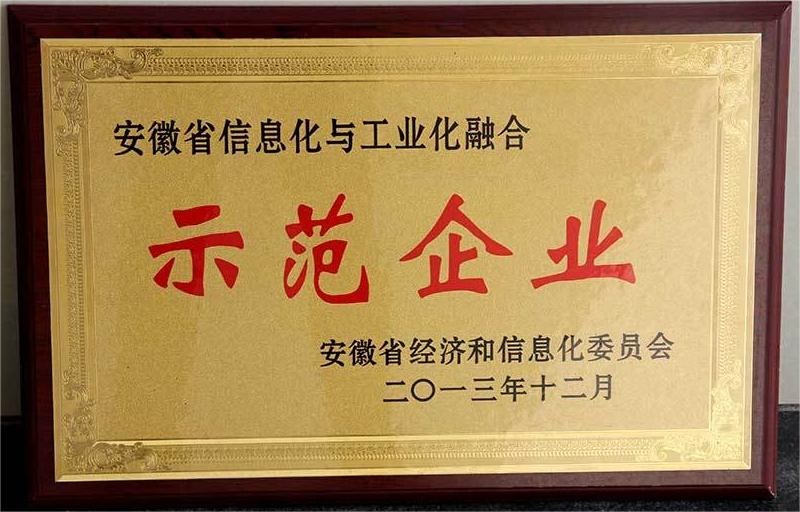 安徽省信息化与工业化融合
示范企业
安徽省经济和信息化委员会
二〇一三年十二月